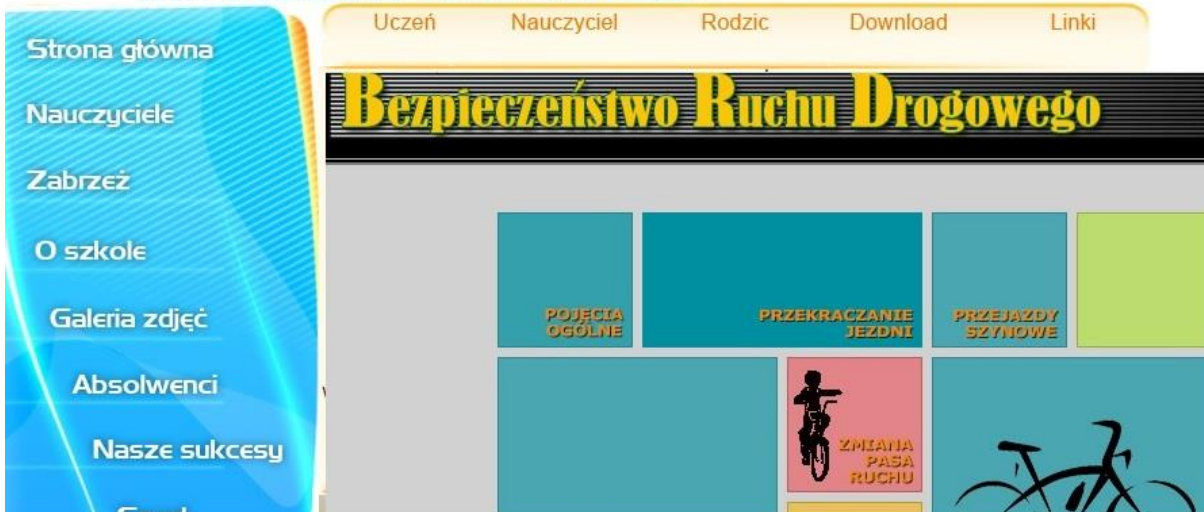 Uczeń Nauczyciel Rodzic Download Linki
Strona główna
Nauczyciele
Zabrzeż
O szkole
Galeria zdjęć
Absolwenci
Nasze sukcesy
Bezpieczeństwo Ruchu Drogowego
POJĘCIA
OGÓLNE
PRZEKRACZANIE
JEZDNI
PRZEJAZDY
SZYNOWE
ZMIANA
PASA
RUCHU